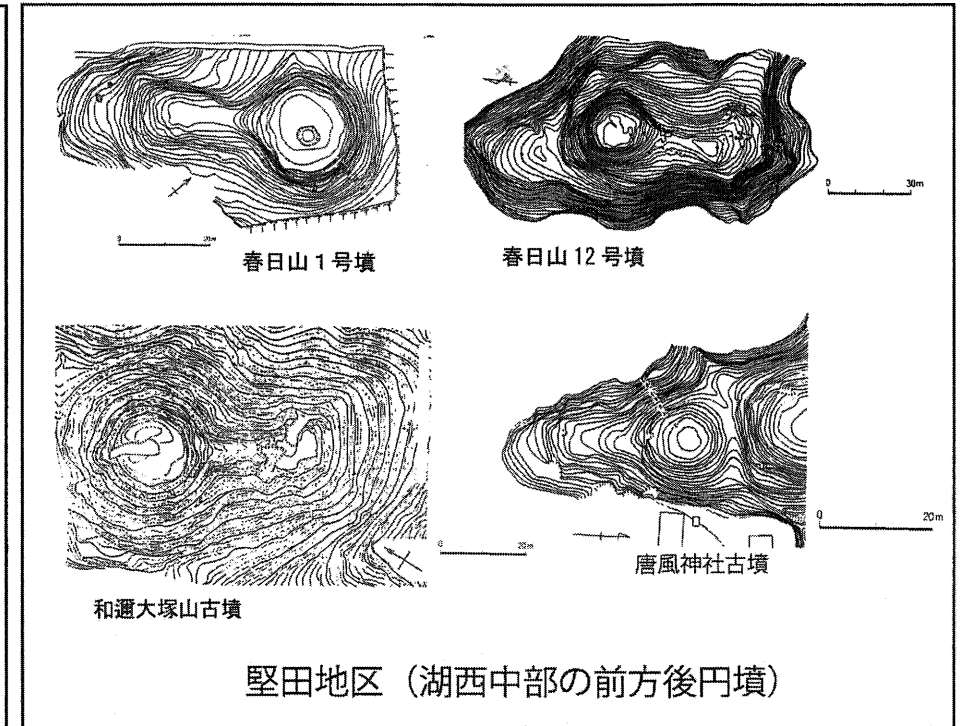 春日山１号墳
20m
春日山 12 号墳
30m
和邇大塚山古墳
20m
唐風神社古墳
20m
堅田地区（湖西中部の前方後円墳）